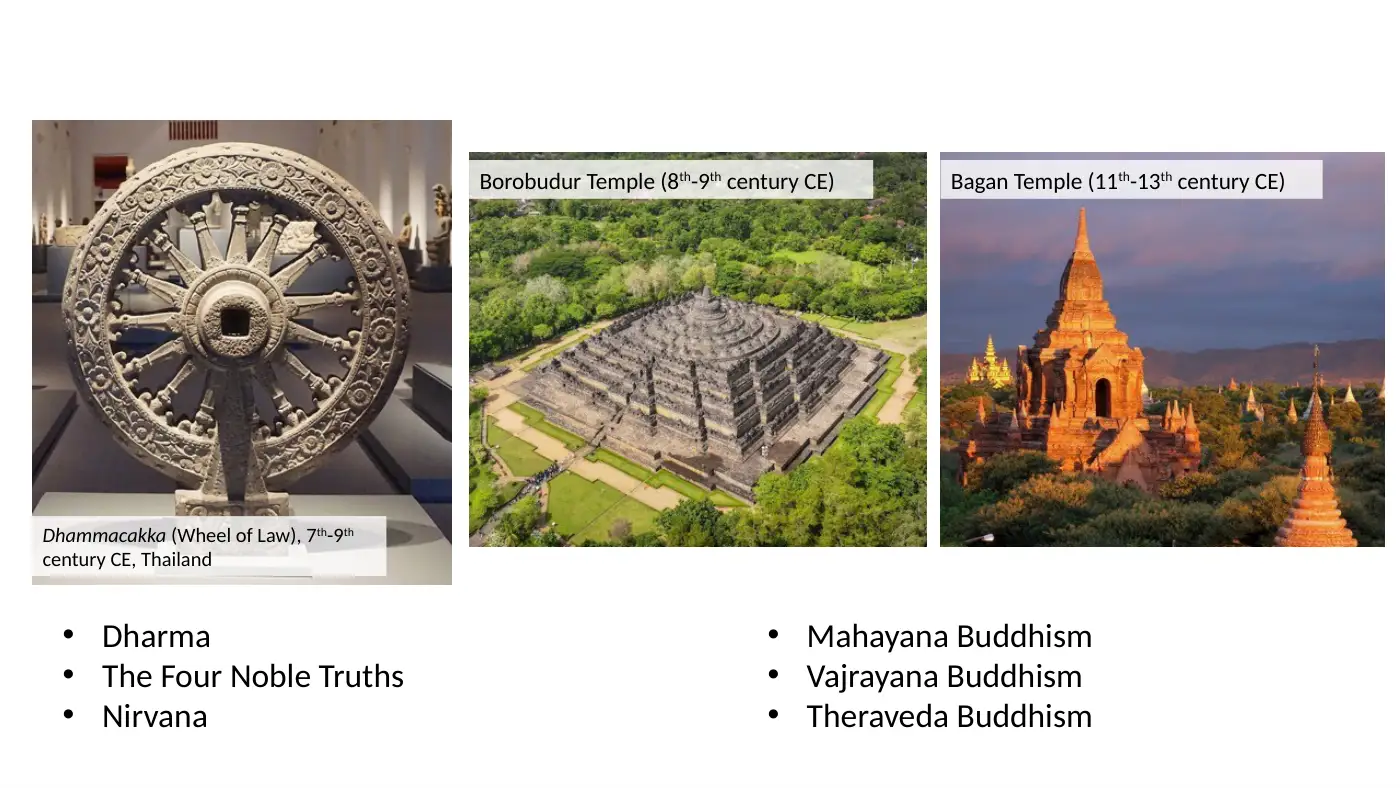 Borobudur Temple (8th-9th century CE)
Bagan Temple (11th-13th century CE)
Dhammacakka (Wheel of Law), 7th-9th
century CE, Thailand
• Dharma
• The Four Noble Truths
• Nirvana
• Mahayana Buddhism
• Vajrayana Buddhism
• Theraveda Buddhism